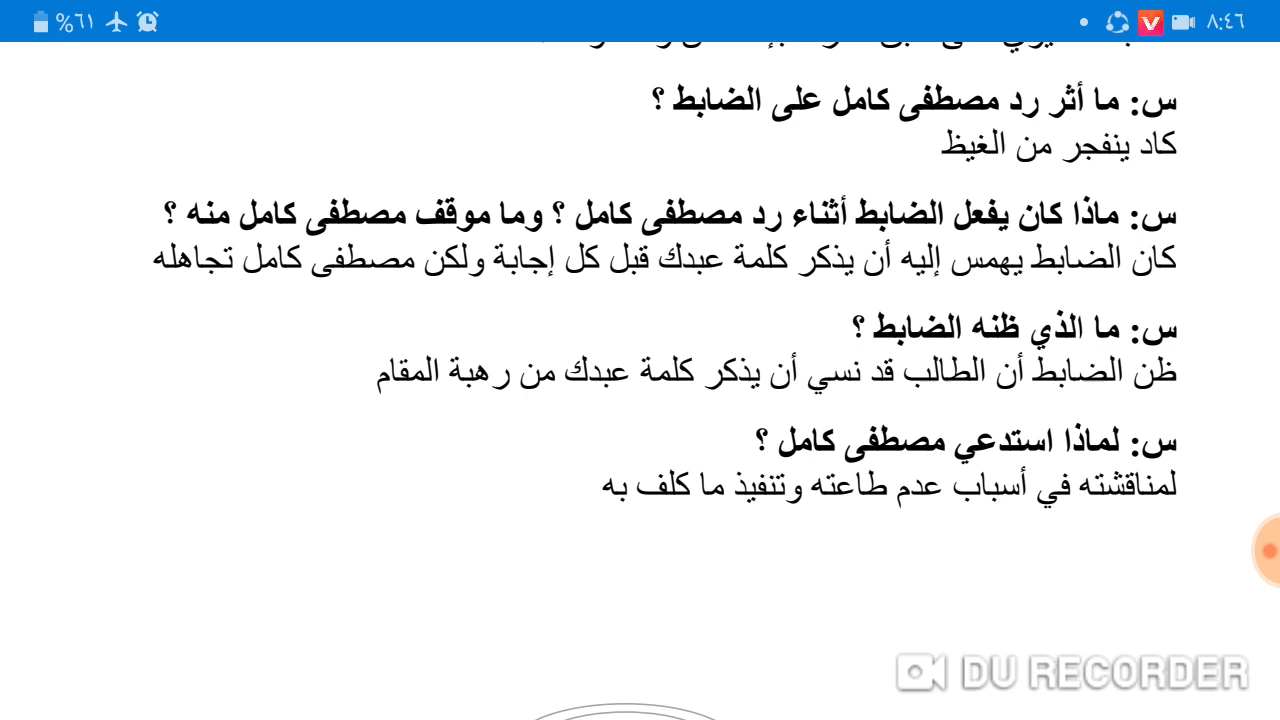 %٦١
٨:٤٦
س: ما أثر رد مصطفى كامل على الضابط ؟
كاد ينفجر من الغيظ
س: ماذا كان يفعل الضابط أثناء رد مصطفى كامل ؟ وما موقف مصطفى كامل منه ؟
كان الضابط يهمس إليه أن يذكر كلمة عبدك قبل كل إجابة ولكن مصطفى كامل تجاهله
س: ما الذي ظنه الضابط ؟
ظن الضابط أن الطالب قد نسي أن يذكر كلمة عبدك من رهبة المقام
س: لماذا استدعي مصطفى كامل ؟
لمناقشته في أسباب عدم طاعته وتنفيذ ما كلف به
DU RECORDER